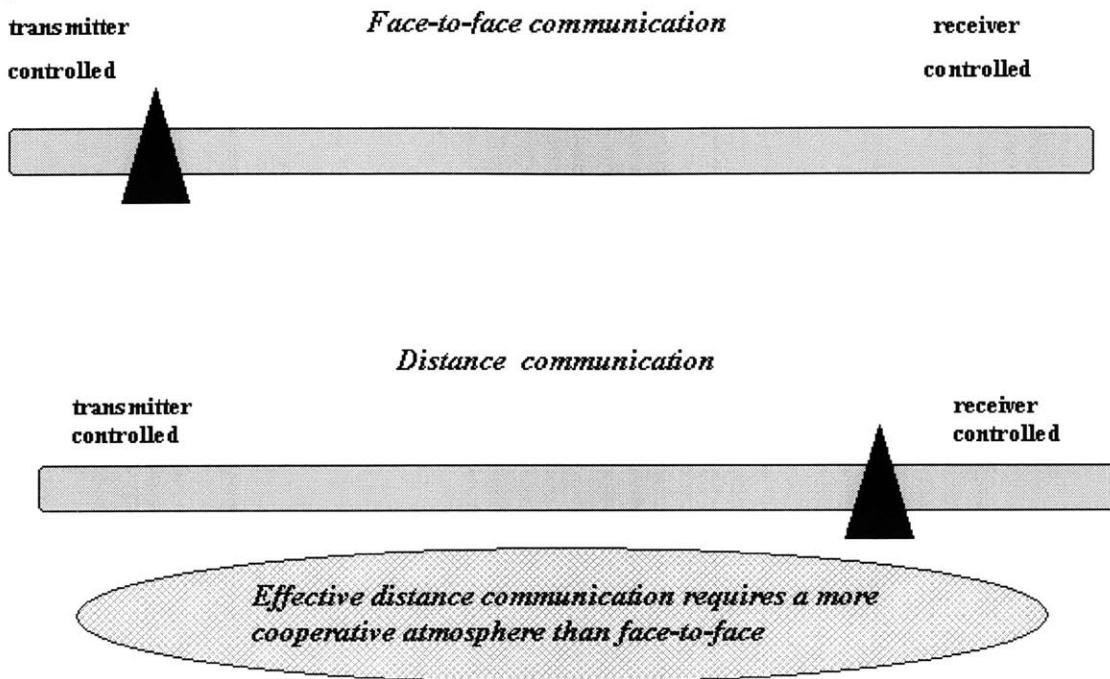 transmitter
controlled
Face-to-face communication
receiver
controlled
Distance communication
transmitter
controlled
receiver
controlled
Effective distance communication requires a more
cooperative atmosphere than face-to-face